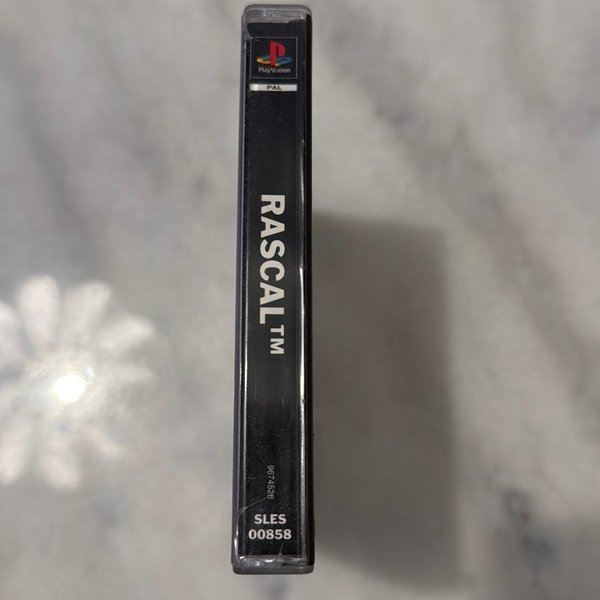 PlayStation
PAL
RASCAL™
9674528
SLES
00858